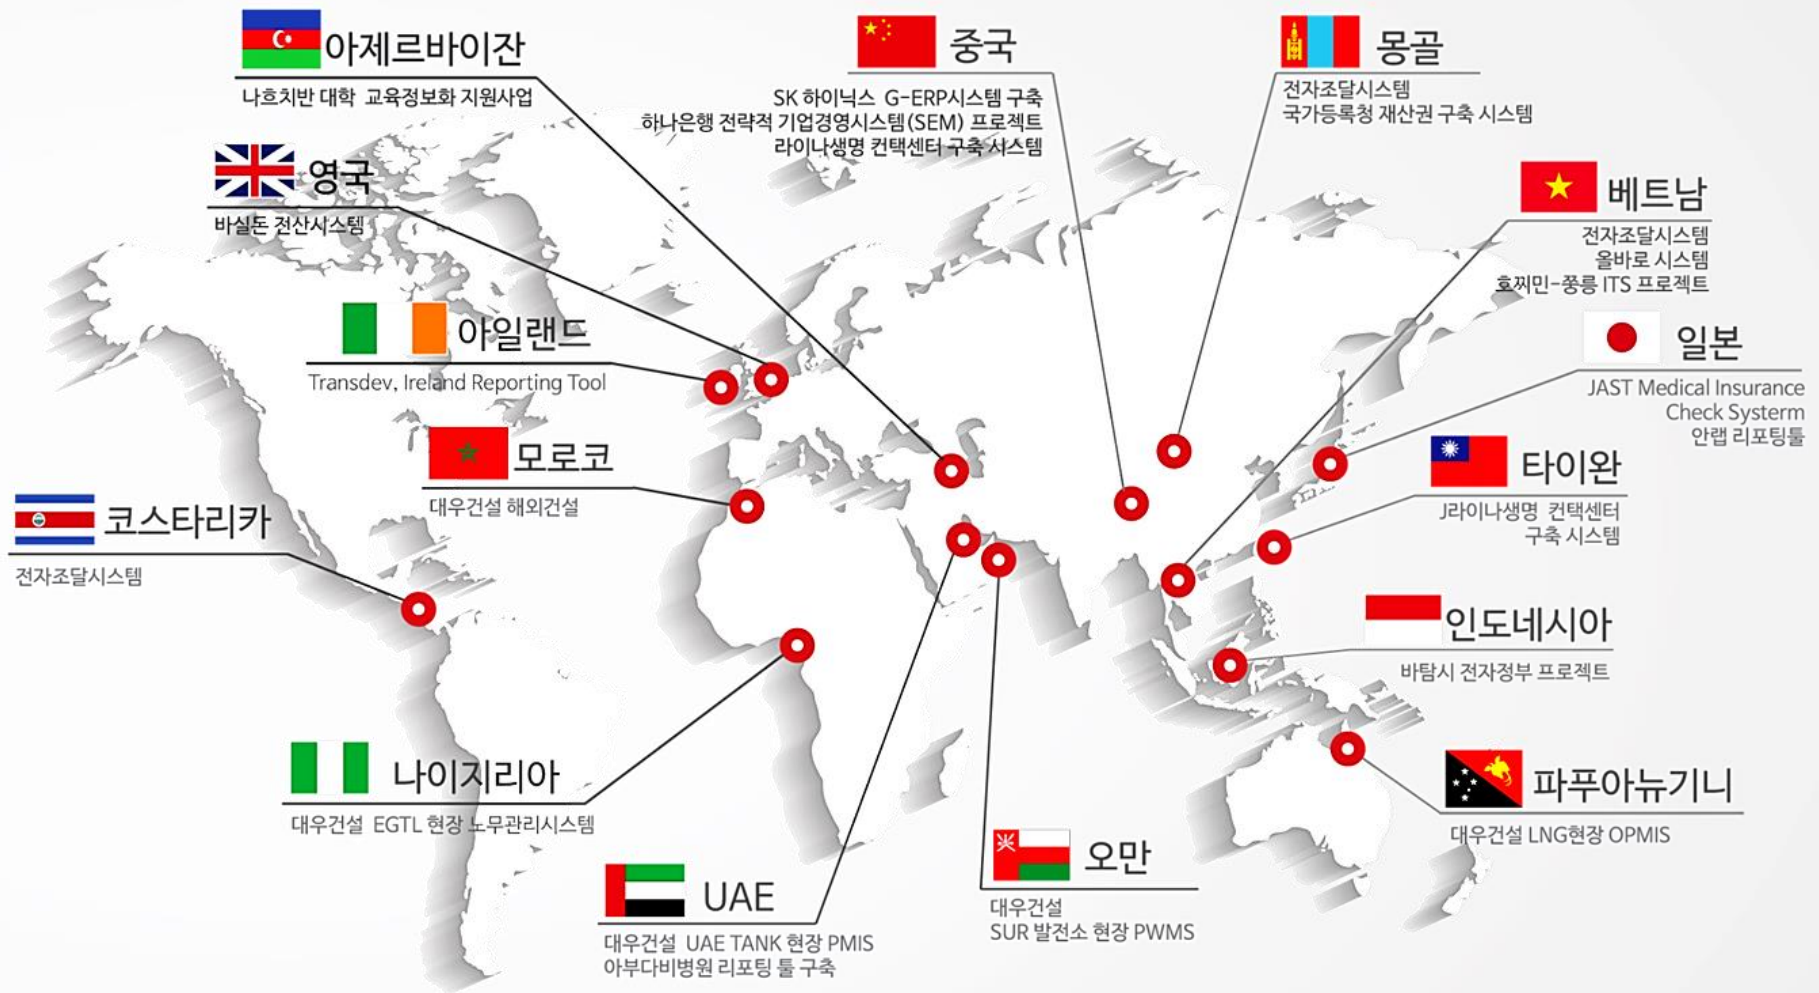 아제르바이잔
나흐치반 대학 교육정보화 지원사업
중국
SK 하이닉스 G-ERP시스템 구축
하나은행 전략적 기업경영시스템(SEM) 프로젝트
라이나생명 컨택센터 구축 시스템
몽골
전자조달시스템
국가등록청 재산권 구축 시스템
영국
바실돈 전산시스템
베트남
전자조달시스템
올바로 시스템
호찌민-쭝릉 ITS 프로젝트
아일랜드
Transdev, Ireland Reporting Tool
일본
JAST Medical Insurance
Check Systerm
안랩 리포팅툴
모로코
대우건설 해외건설
타이완
J라이나생명 컨택센터
구축 시스템
코스타리카
전자조달시스템
인도네시아
바탐시 전자정부 프로젝트
나이지리아
대우건설 EGTL 현장 노무관리시스템
파푸아뉴기니
대우건설 LNG현장 OPMIS
UAE
대우건설 UAE TANK 현장 PMIS
아부다비병원 리포팅 툴 구축
오만
대우건설
SUR 발전소 현장 PWMS